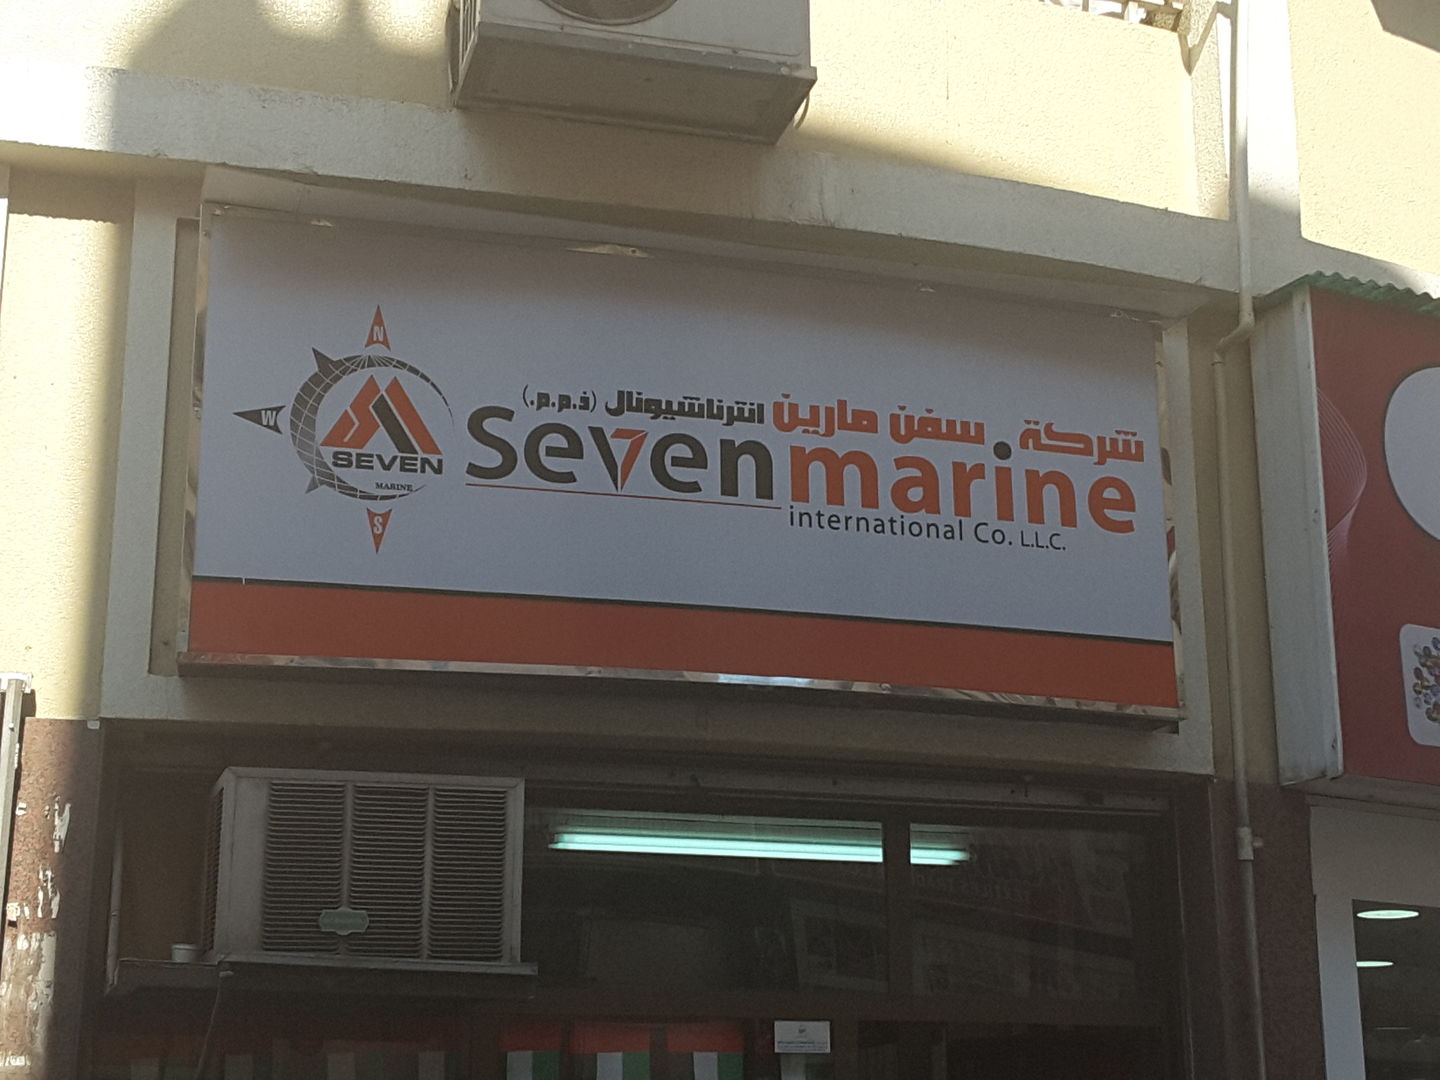 شركة سفن مارين انترناشيونال (ذ.م.م.)
Sevenmarine
international Co. L.L.C.
N
W
SEVEN
MARINE
S